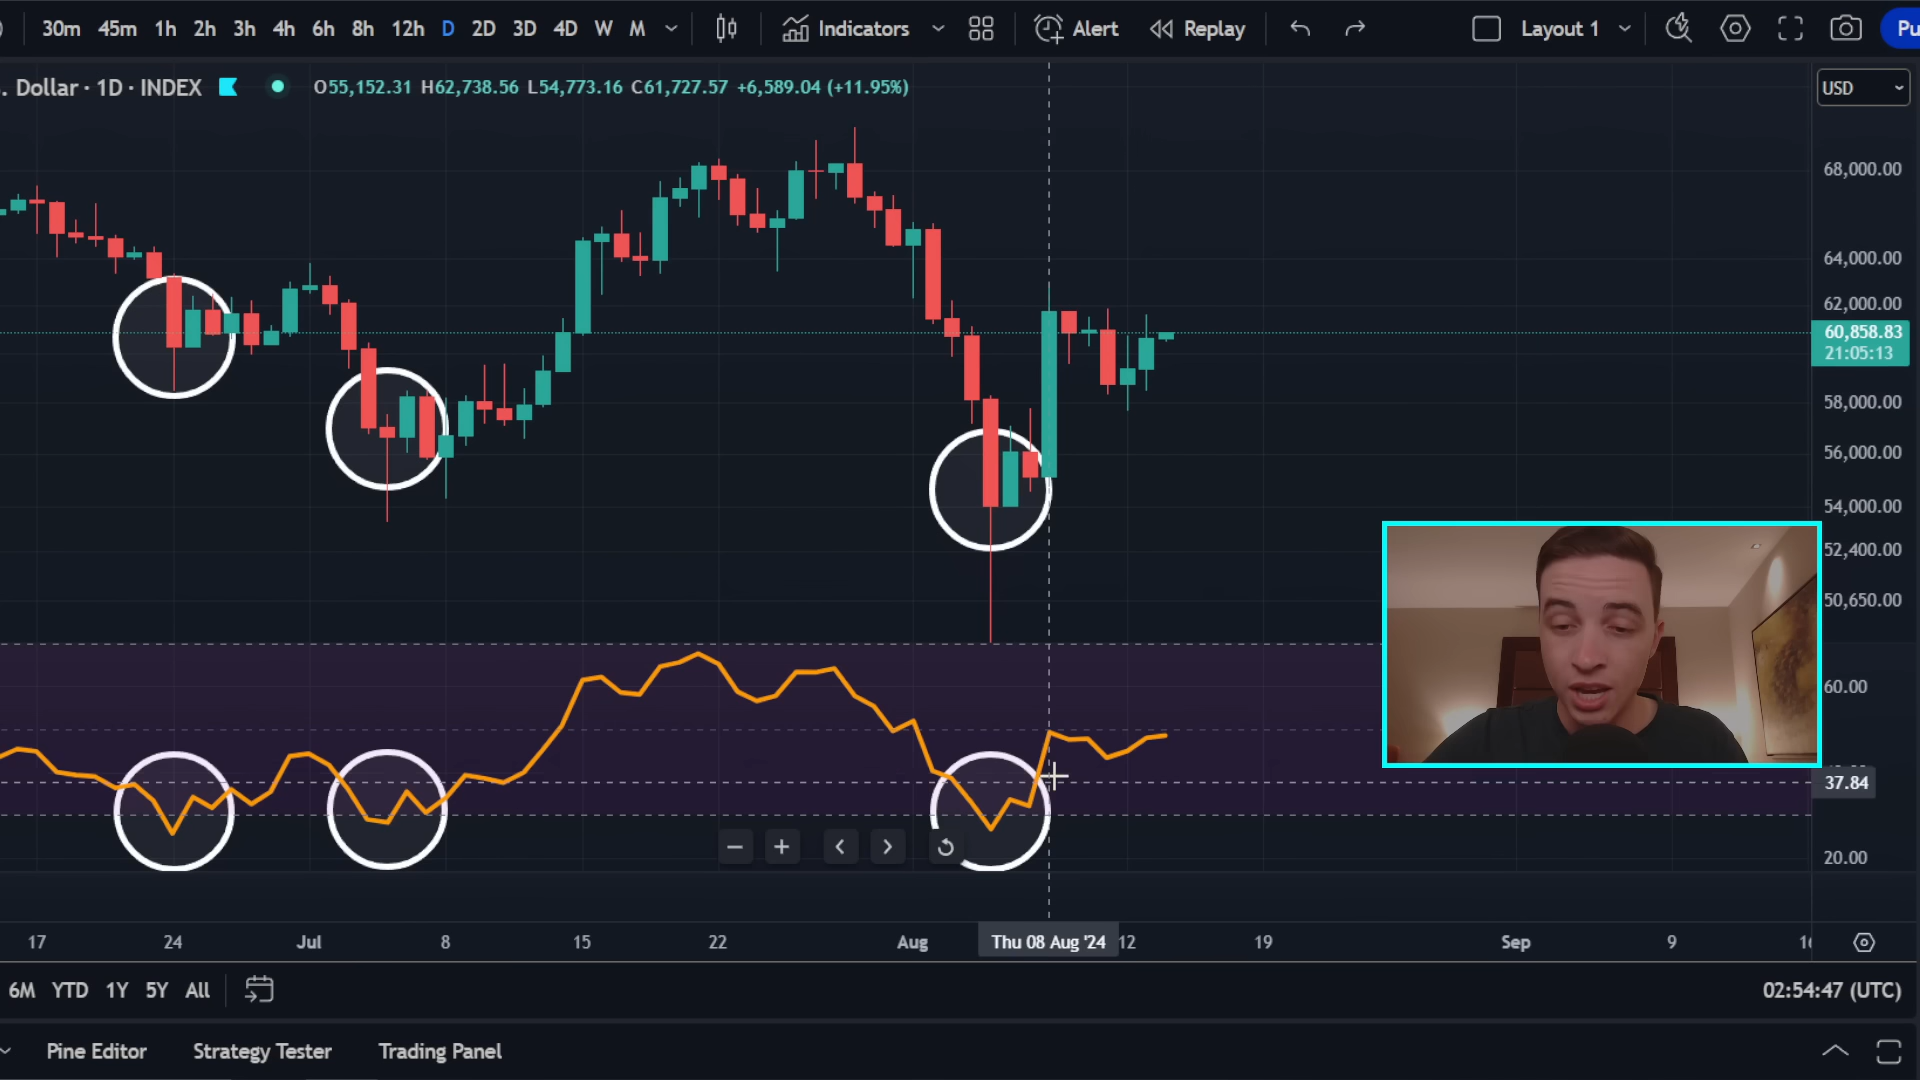 30m 45m 1h 2h 3h 4h 6h 8h 12h D 2D 3D 4D W M Indicators Alert Replay Layout 1 Pu
. Dollar · 1D · INDEX O55,152.31 H62,738.56 L54,773.16 C61,727.57 +6,589.04 (+11.95%) USD
68,000.00
64,000.00
62,000.00
60,858.83
21:05:13
58,000.00
56,000.00
54,000.00
52,400.00
50,650.00
60.00
37.84
20.00
17 24 Jul 8 15 22 Aug Thu 08 Aug '24 12 19 Sep 9
6M YTD 1Y 5Y All 02:54:47 (UTC)
Pine Editor Strategy Tester Trading Panel